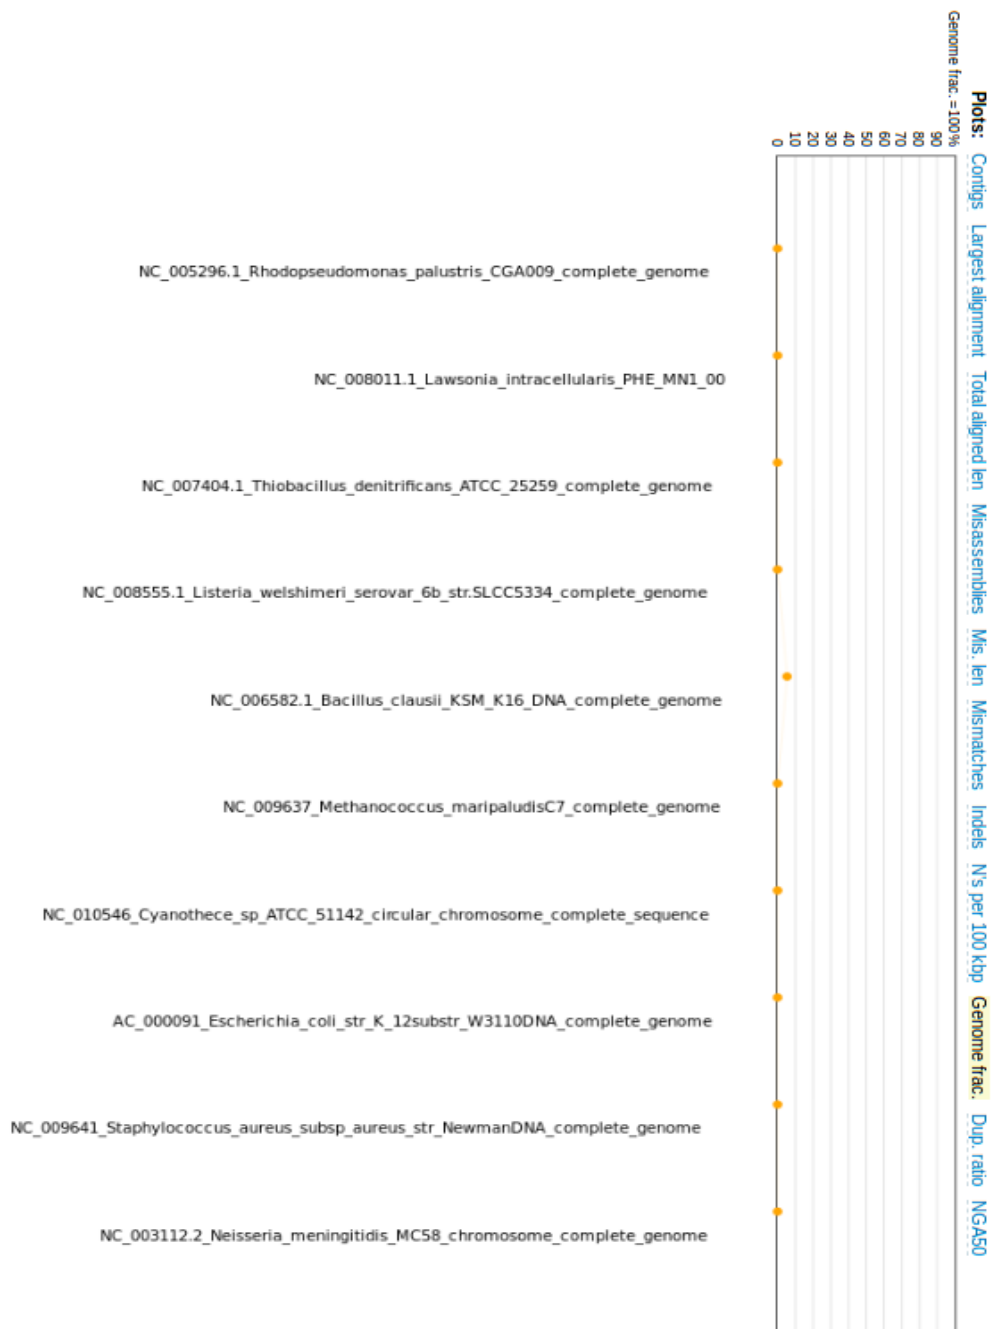 Plots: Contigs Largest alignment Total aligned len Misassemblies Mis. len Mismatches Indels N's per 100 kbp Genome frac. Dup. ratio NGA50
Genome frac. =100%
90
80
70
60
50
40
30
20
10
0
NC_005296.1_Rhodopseudomonas_palustris_CGA009_complete_genome
NC_008011.1_Lawsonia_intracellularis_PHE_MN1_00
NC_007404.1_Thiobacillus_denitrificans_ATCC_25259_complete_genome
NC_008555.1_Listeria_welshimeri_serovar_6b_str.SLCC5334_complete_genome
NC_006582.1_Bacillus_clausii_KSM_K16_DNA_complete_genome
NC_009637_Methanococcus_maripaludisC7_complete_genome
NC_010546_Cyanothece_sp_ATCC_51142_circular_chromosome_complete_sequence
AC_000091_Escherichia_coli_str_K_12substr_W3110DNA_complete_genome
NC_009641_Staphylococcus_aureus_subsp_aureus_str_NewmanDNA_complete_genome
NC_003112.2_Neisseria_meningitidis_MC58_chromosome_complete_genome